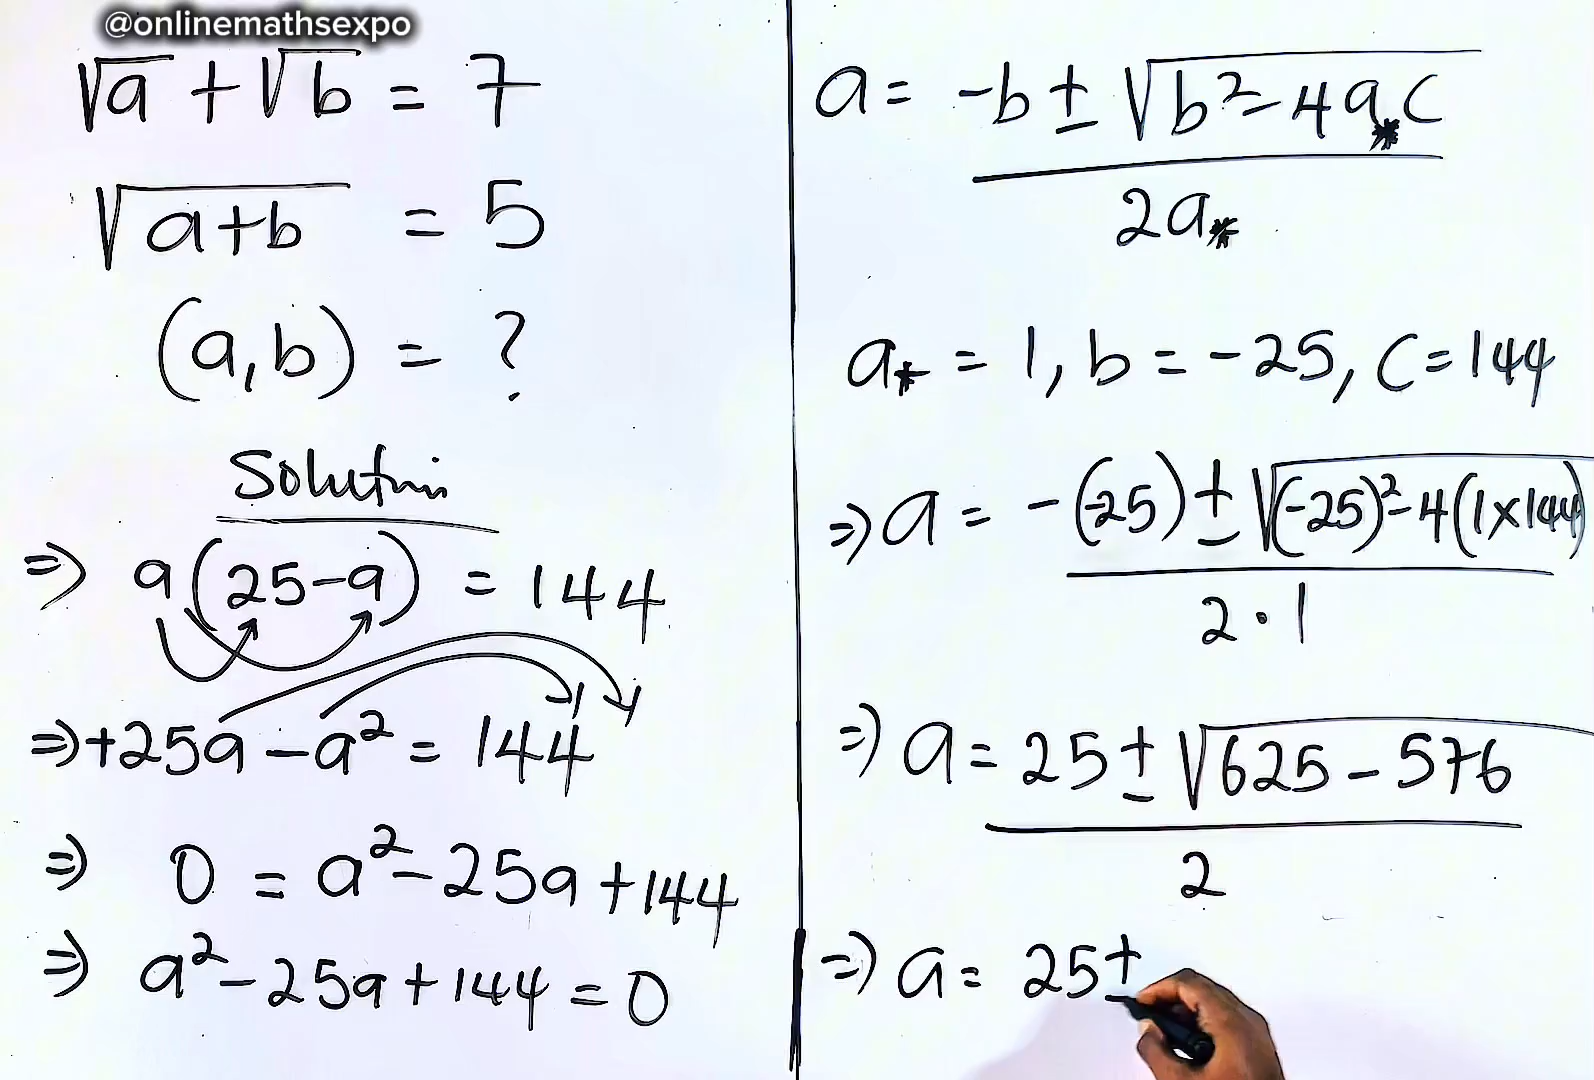 @onlinemathsexpo
√a + √b = 7
√(a+b) = 5
(a,b) = ?
Solution
⇒ a(25-a) = 144
⇒ +25a - a² = 144
⇒ 0 = a² - 25a + 144
⇒ a² - 25a + 144 = 0
a = -b ± √(b² - 4a*c)
2a*
a* = 1, b = -25, c = 144
⇒ a = -(-25) ± √((-25)² - 4(1×144)
2·1
⇒ a = 25 ± √(625 - 576)
2
⇒ a = 25 ±